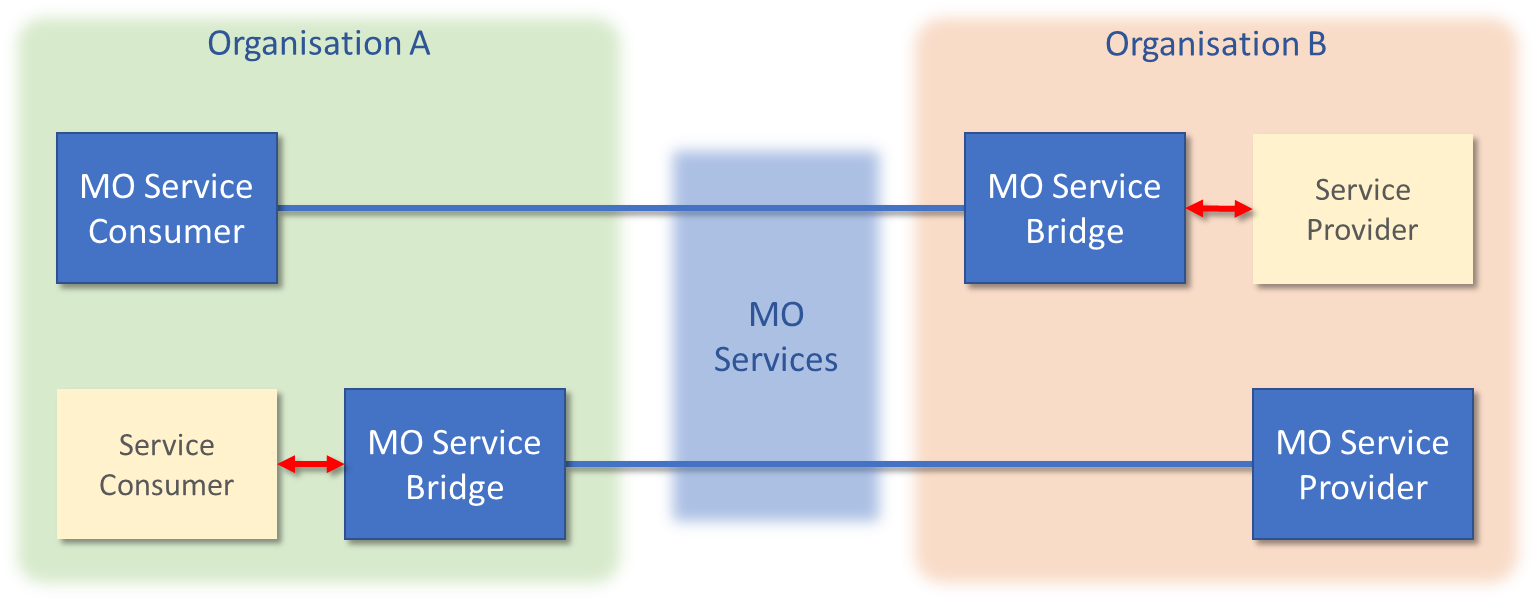 Organisation A
Organisation B
MO Service
Consumer
MO Service
Bridge
Service
Provider
MO
Services
Service
Consumer
MO Service
Bridge
MO Service
Provider